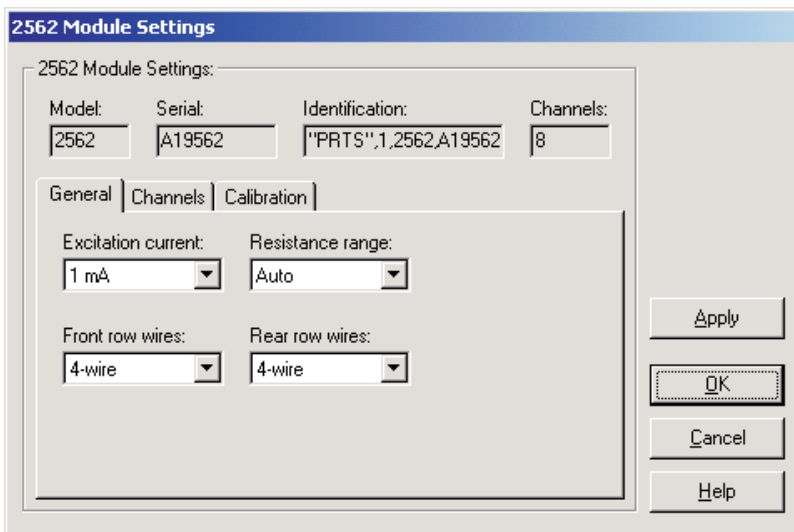 2562 Module Settings
2562 Module Settings:
Model: Serial: Identification: Channels:
2562 A19562 "PRTS",1,2562,A19562 8
General Channels Calibration
Excitation current: Resistance range:
1 mA Auto
Front row wires: Rear row wires:
4-wire 4-wire
Apply
OK
Cancel
Help